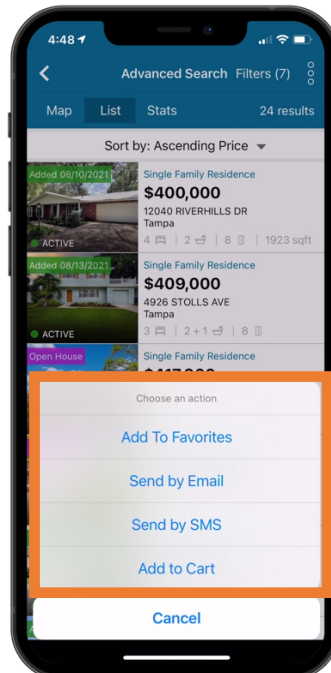 4:48
Advanced Search Filters (7)
Map List Stats 24 results
Sort by: Ascending Price
Added 08/10/2021
Single Family Residence
$400,000
12040 RIVERHILLS DR
Tampa
ACTIVE
4 | 2 | 8 | 1923 sqft
Added 08/13/2021
Single Family Residence
$409,000
4926 STOLLS AVE
Tampa
ACTIVE
3 | 2 + 1 | 8
Open House
Single Family Residence
Choose an action
Add To Favorites
Send by Email
Send by SMS
Add to Cart
Cancel